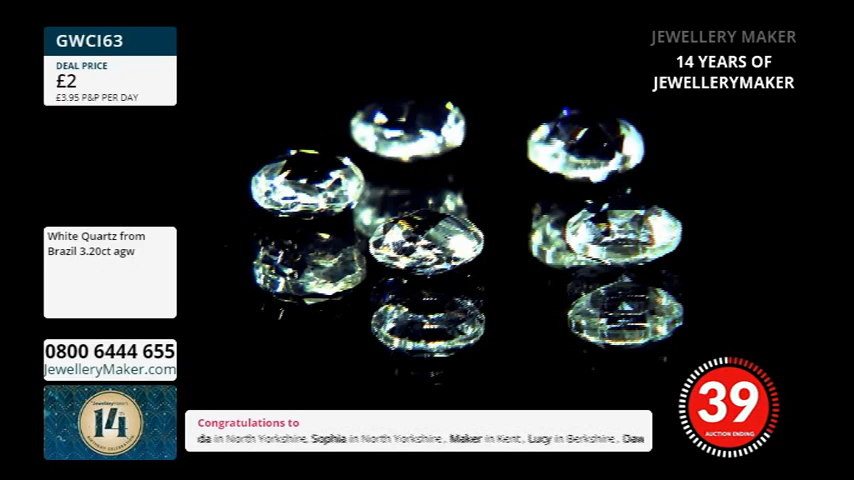 GWCI63
DEAL PRICE
£2
£3.95 P&P PER DAY
JEWELLERY MAKER
14 YEARS OF
JEWELLERYMAKER
White Quartz from
Brazil 3.20ct agw
0800 6444 655
JewelleryMaker.com
14
Congratulations to
da in North Yorkshire, Sophia in North Yorkshire, Maker in Kent, Lucy in Berkshire, Daw
39
AUCTION ENDING